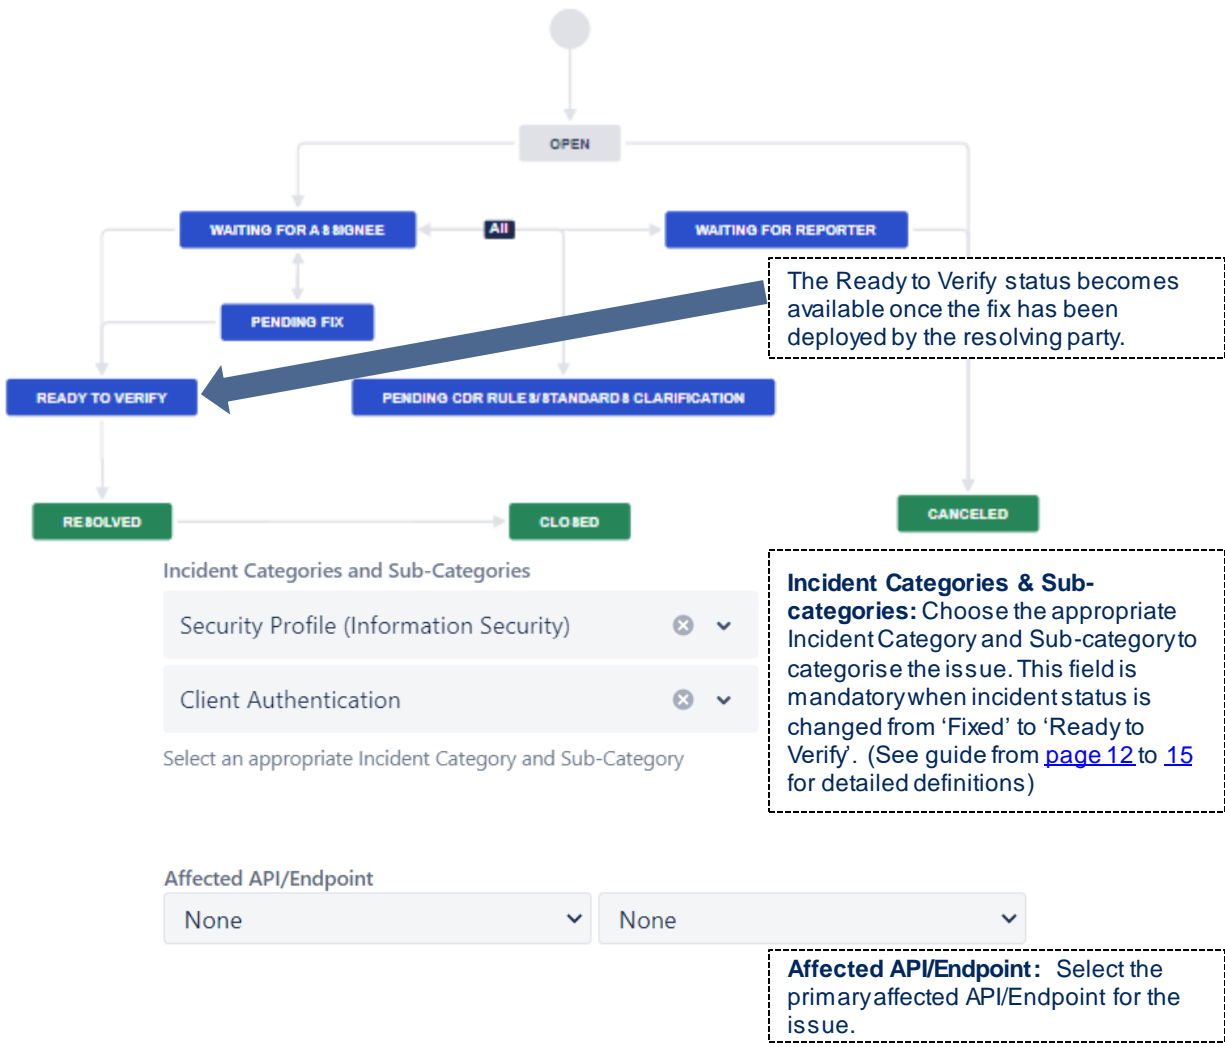 OPEN
WAITING FOR ASSIGNEE
All
WAITING FOR REPORTER
The Ready to Verify status becomes
available once the fix has been
deployed by the resolving party.
PENDING FIX
READY TO VERIFY
PENDING CDR RULES/STANDARDS CLARIFICATION
RESOLVED
CLOSED
CANCELED
Incident Categories and Sub-Categories
Security Profile (Information Security)
Client Authentication
Select an appropriate Incident Category and Sub-Category
Incident Categories & Sub-
categories: Choose the appropriate
Incident Category and Sub-category to
categorise the issue. This field is
mandatory when incident status is
changed from ‘Fixed’ to ‘Ready to
Verify’. (See guide from page 12 to 15
for detailed definitions)
Affected API/Endpoint
None
None
Affected API/Endpoint: Select the
primary affected API/Endpoint for the
issue.